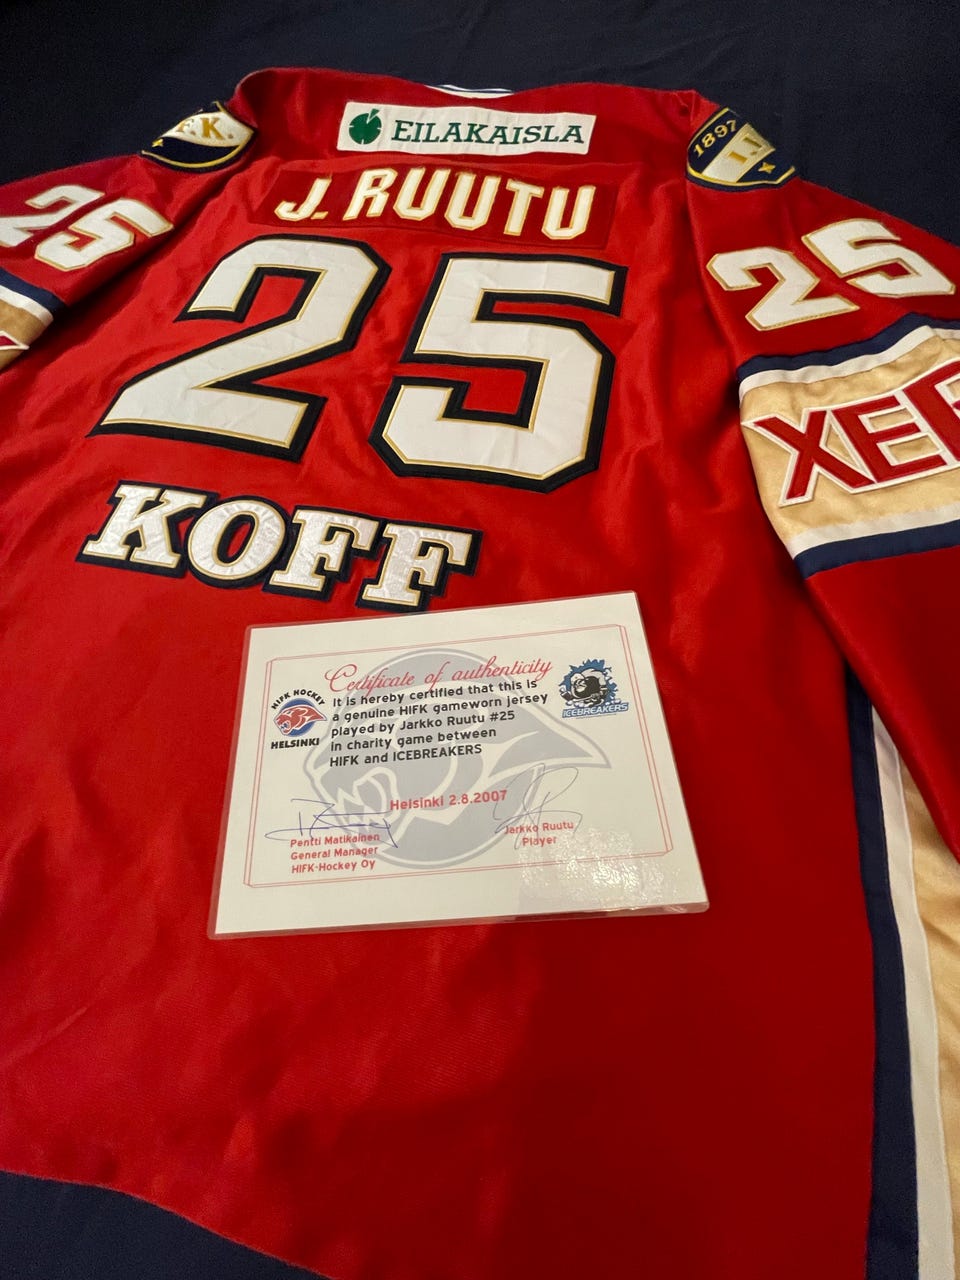 EILAKAISLA
F.K.
1897
J. RUUTU
25
25
25
KOFF
XER
Certificate of authenticity
HIFK HOCKEY
HELSINKI
It is hereby certified that this is
a genuine HIFK gameworn jersey
played by Jarkko Ruutu #25
in charity game between
HIFK and ICEBREAKERS
ICEBREAKERS
Helsinki 2.8.2007
Pentti Matikainen
General Manager
HIFK-Hockey Oy
Jarkko Ruutu
Player